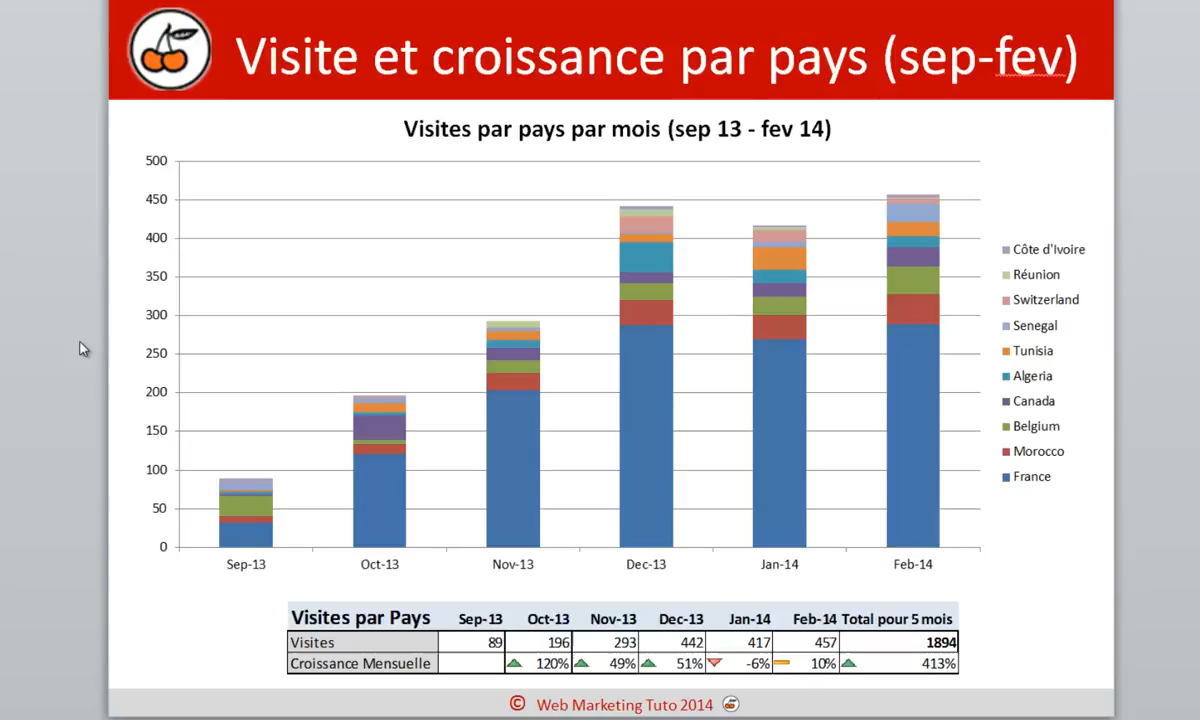 Visite et croissance par pays (sep-fev)
Visites par pays par mois (sep 13 - fev 14)
500
450
400
350
300
250
200
150
100
50
0
Sep-13 Oct-13 Nov-13 Dec-13 Jan-14 Feb-14
Côte d'Ivoire
Réunion
Switzerland
Senegal
Tunisia
Algeria
Canada
Belgium
Morocco
France
Visites par Pays Sep-13 Oct-13 Nov-13 Dec-13 Jan-14 Feb-14 Total pour 5 mois
Visites 89 196 293 442 417 457 1894
Croissance Mensuelle 120% 49% 51% -6% 10% 413%
© Web Marketing Tuto 2014